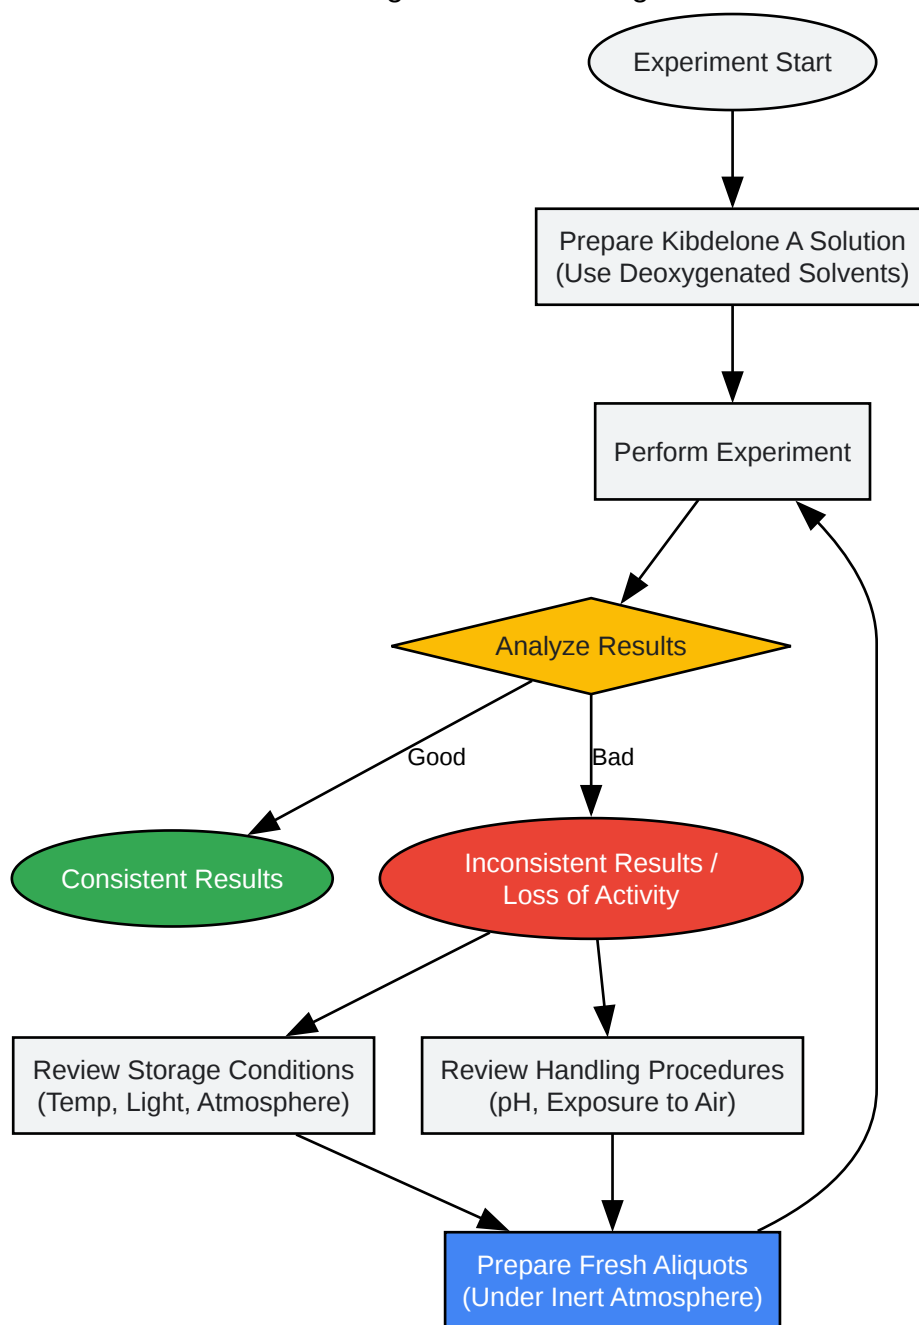 Experiment Start
Prepare Kibdelone A Solution
(Use Deoxygenated Solvents)
Perform Experiment
Analyze Results
Good
Bad
Consistent Results
Inconsistent Results /
Loss of Activity
Review Storage Conditions
(Temp, Light, Atmosphere)
Review Handling Procedures
(pH, Exposure to Air)
Prepare Fresh Aliquots
(Under Inert Atmosphere)